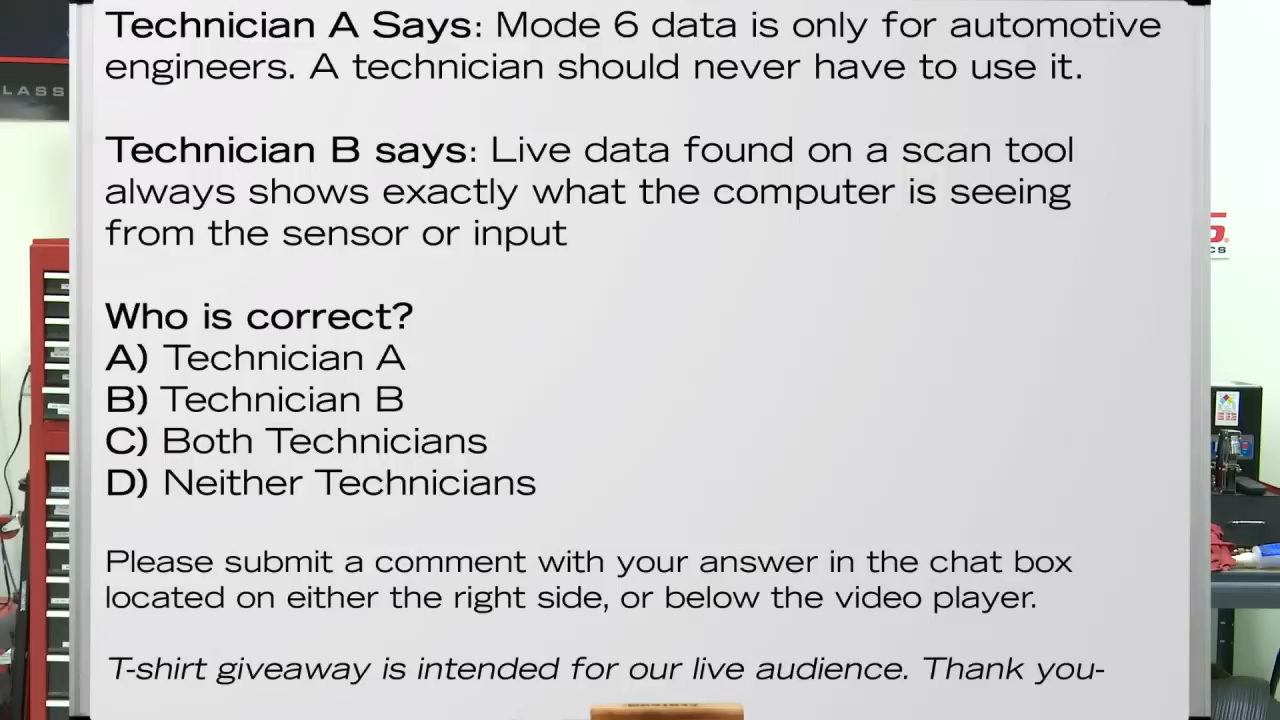 Technician A Says: Mode 6 data is only for automotive
engineers. A technician should never have to use it.
Technician B says: Live data found on a scan tool
always shows exactly what the computer is seeing
from the sensor or input
Who is correct?
A) Technician A
B) Technician B
C) Both Technicians
D) Neither Technicians
Please submit a comment with your answer in the chat box
located on either the right side, or below the video player.
T-shirt giveaway is intended for our live audience. Thank you-
LASS
CS